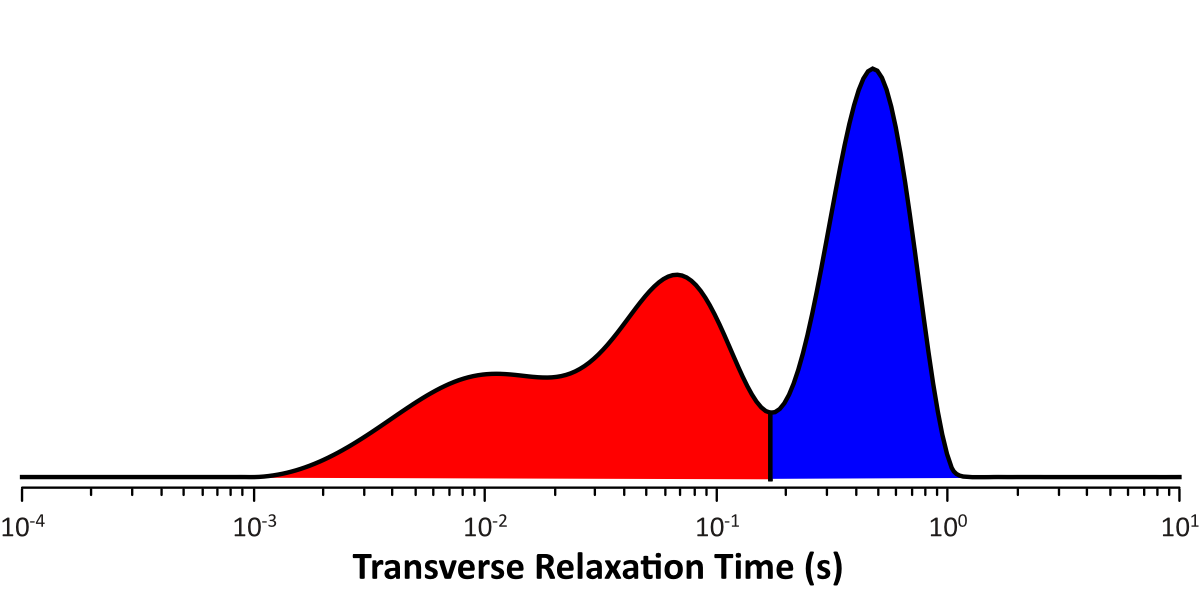 10⁻⁴ 10⁻³ 10⁻² 10⁻¹ 10⁰ 10¹
Transverse Relaxation Time (s)